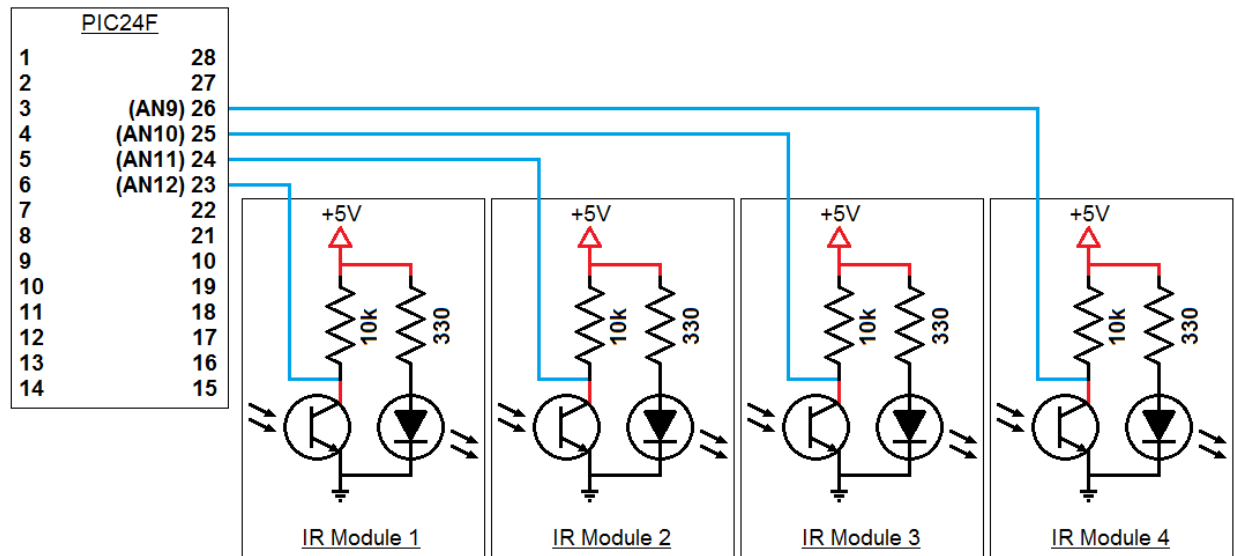 PIC24F
1 28
2 27
3 (AN9) 26
4 (AN10) 25
5 (AN11) 24
6 (AN12) 23
7 22
8 21
9 10
10 19
11 18
12 17
13 16
14 15
+5V
10k
330
IR Module 1
+5V
10k
330
IR Module 2
+5V
10k
330
IR Module 3
+5V
10k
330
IR Module 4